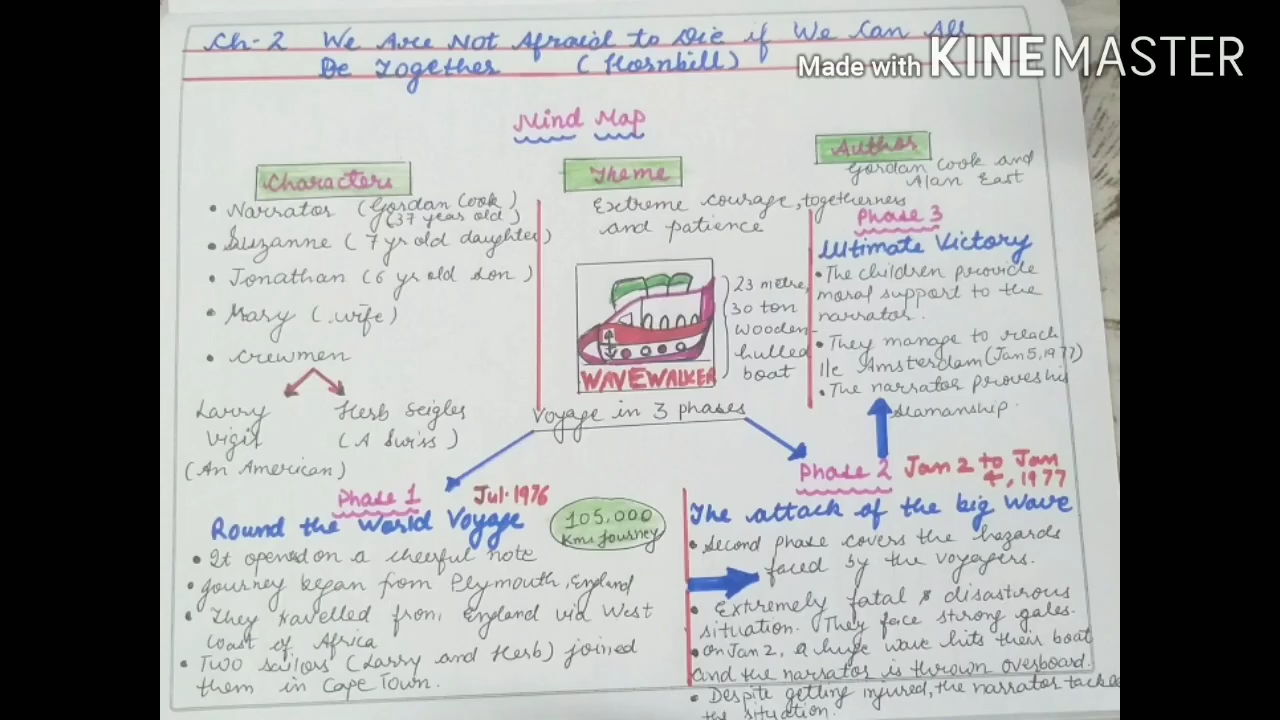 Ch-2 We Are Not Afraid to Die if We Can All
Be Together (Hornbill)
Made with KINEMASTER
Mind Map
Characters
• Narrator (Gordan Cook)
(37 year old)
• Suzanne (7 yr old daughter)
• Jonathan (6 yr old son)
• Mary (wife)
• Crewmen
Larry
Vigil
(An American)
Herb Seigler
(A Swiss)
Theme
Extreme courage, togetherness
and patience
WAVEWALKER
23 metre,
30 ton
wooden-
hulled
boat
Voyage in 3 phases
Author
Gordan Cook and
Alan East
Phase 3
Ultimate Victory
• The children provide
moral support to the
narrator.
• They manage to reach
Ile Amsterdam (Jan 5, 1977)
• The narrator proves his
seamanship.
Phase 1 Jul. 1976
Round the World Voyage
105,000
Kms journey
• It opened on a cheerful note
• Journey began from Plymouth, England
• They travelled from, England via West
coast of Africa
• Two sailors (Larry and Herb) joined
them in Cape Town.
Phase 2 Jan 2 to Jan
4, 1977
The attack of the big wave
• Second phase covers the hazards
faced by the voyagers.
• Extremely fatal & disastrous
situation. They face strong gales.
• On Jan 2, a huge wave hits their boat
and the narrator is thrown overboard.
• Despite getting injured, the narrator tackle
the situation.